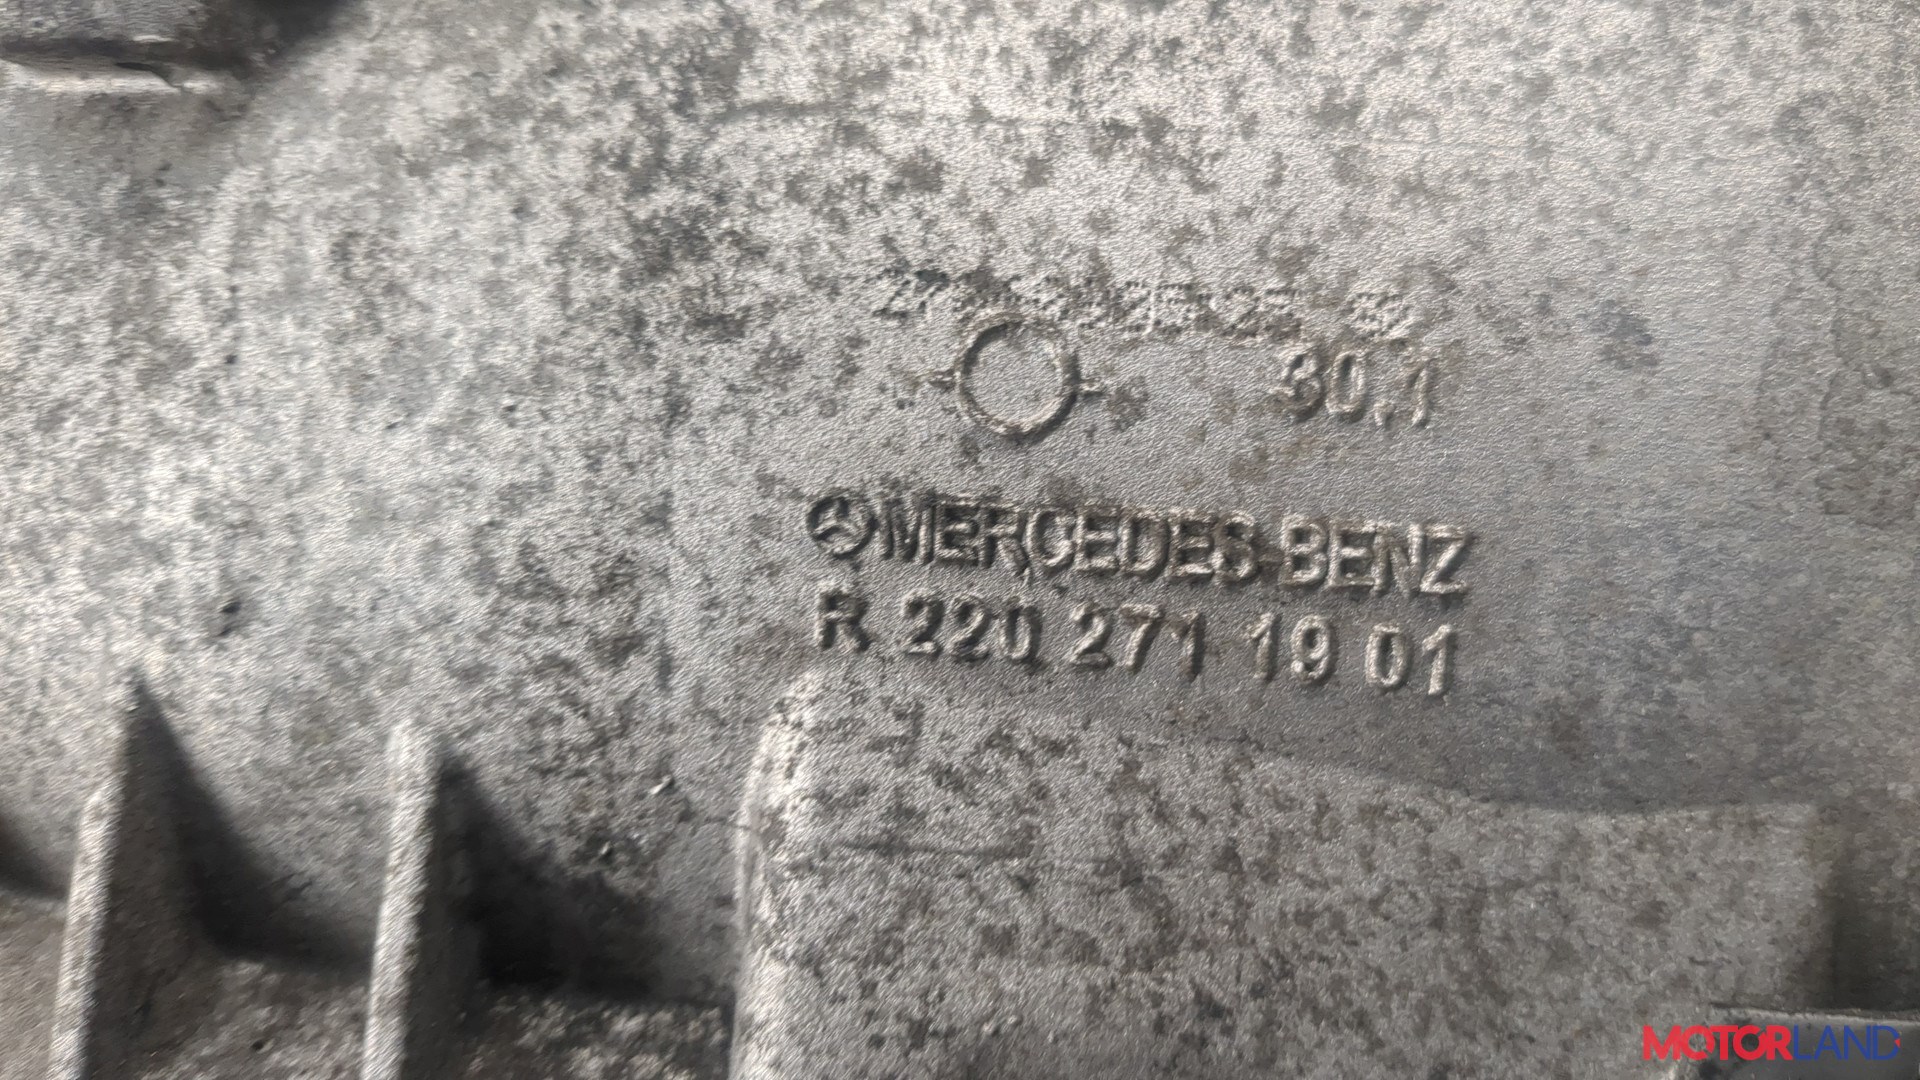 30.1
MERCEDES-BENZ
R 220 271 19 01
MOTORLAND